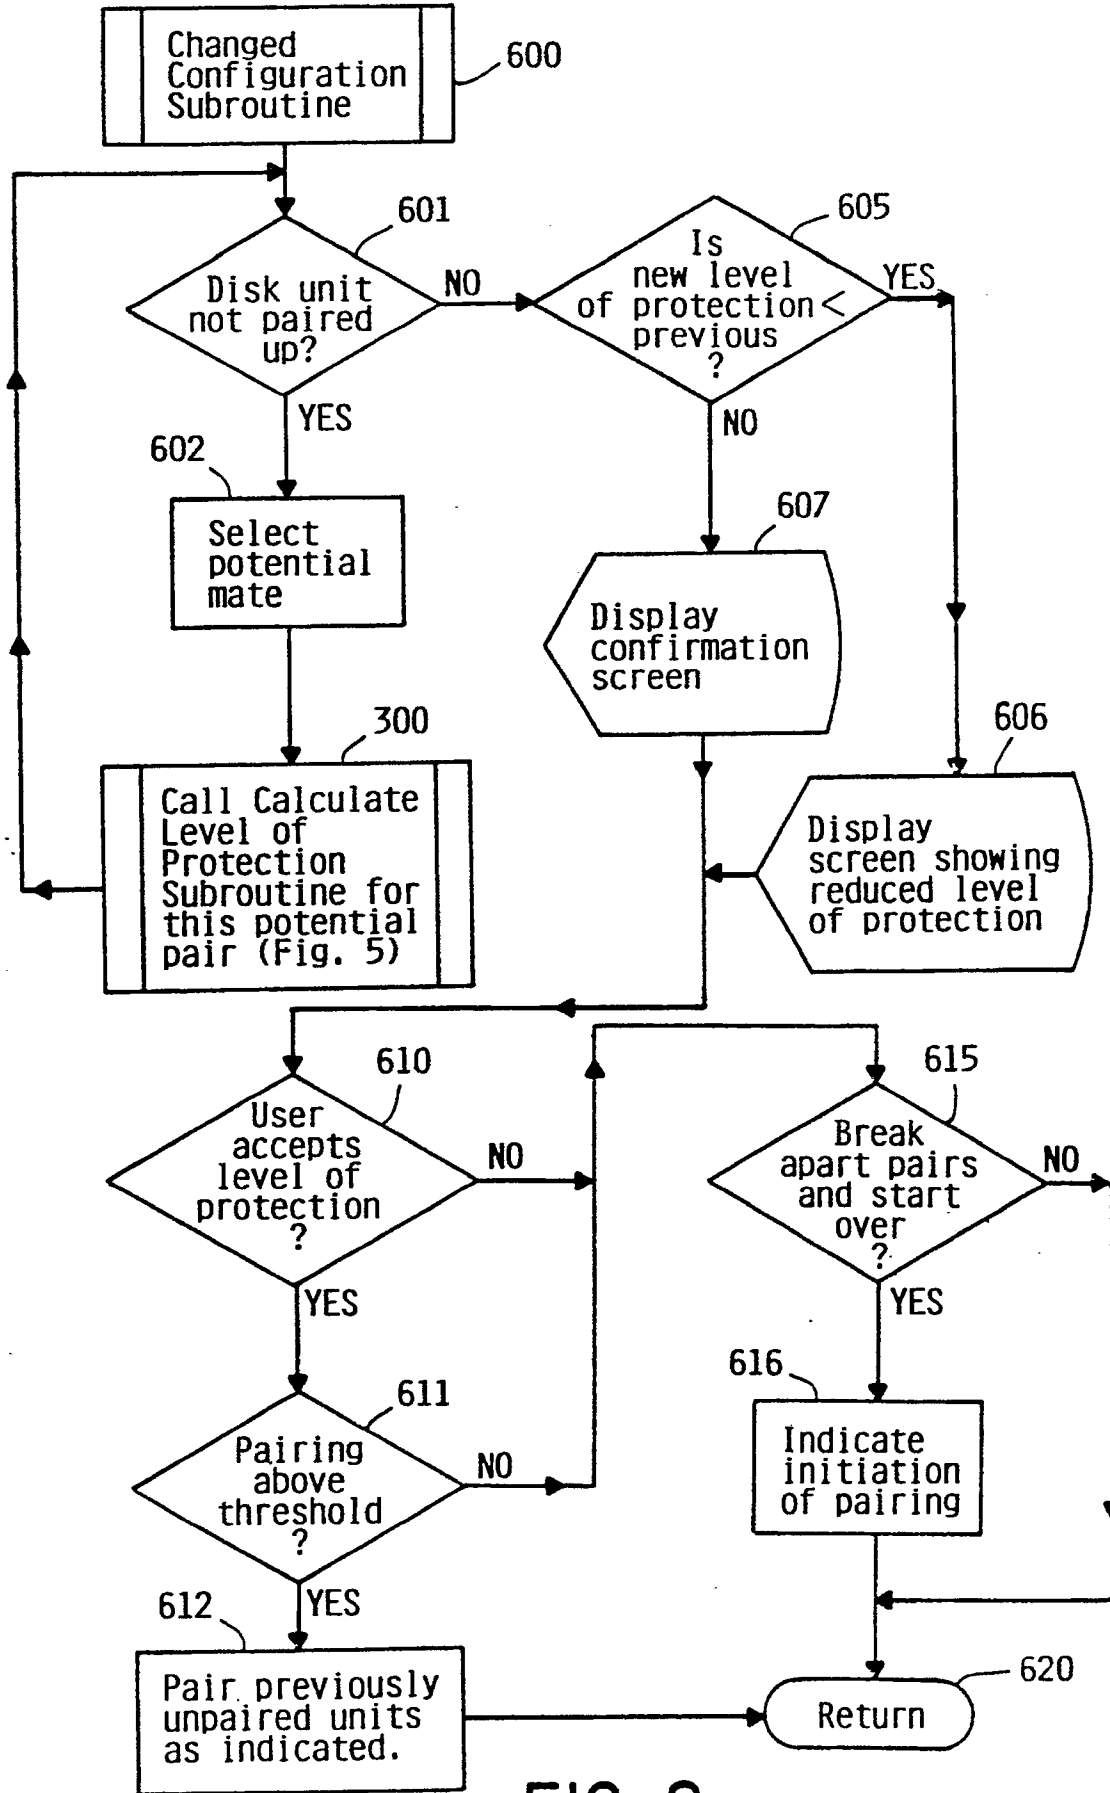 Changed
Configuration
Subroutine
600
601
Disk unit
not paired
up?
NO
YES
605
Is
new level
of protection <
previous
?
YES
NO
602
Select
potential
mate
607
Display
confirmation
screen
300
Call Calculate
Level of
Protection
Subroutine for
this potential
pair (Fig. 5)
606
Display
screen showing
reduced level
of protection
610
User
accepts
level of
protection
?
NO
YES
615
Break
apart pairs
and start
over
?
NO
YES
611
Pairing
above
threshold
?
NO
YES
616
Indicate
initiation
of pairing
612
Pair previously
unpaired units
as indicated.
620
Return